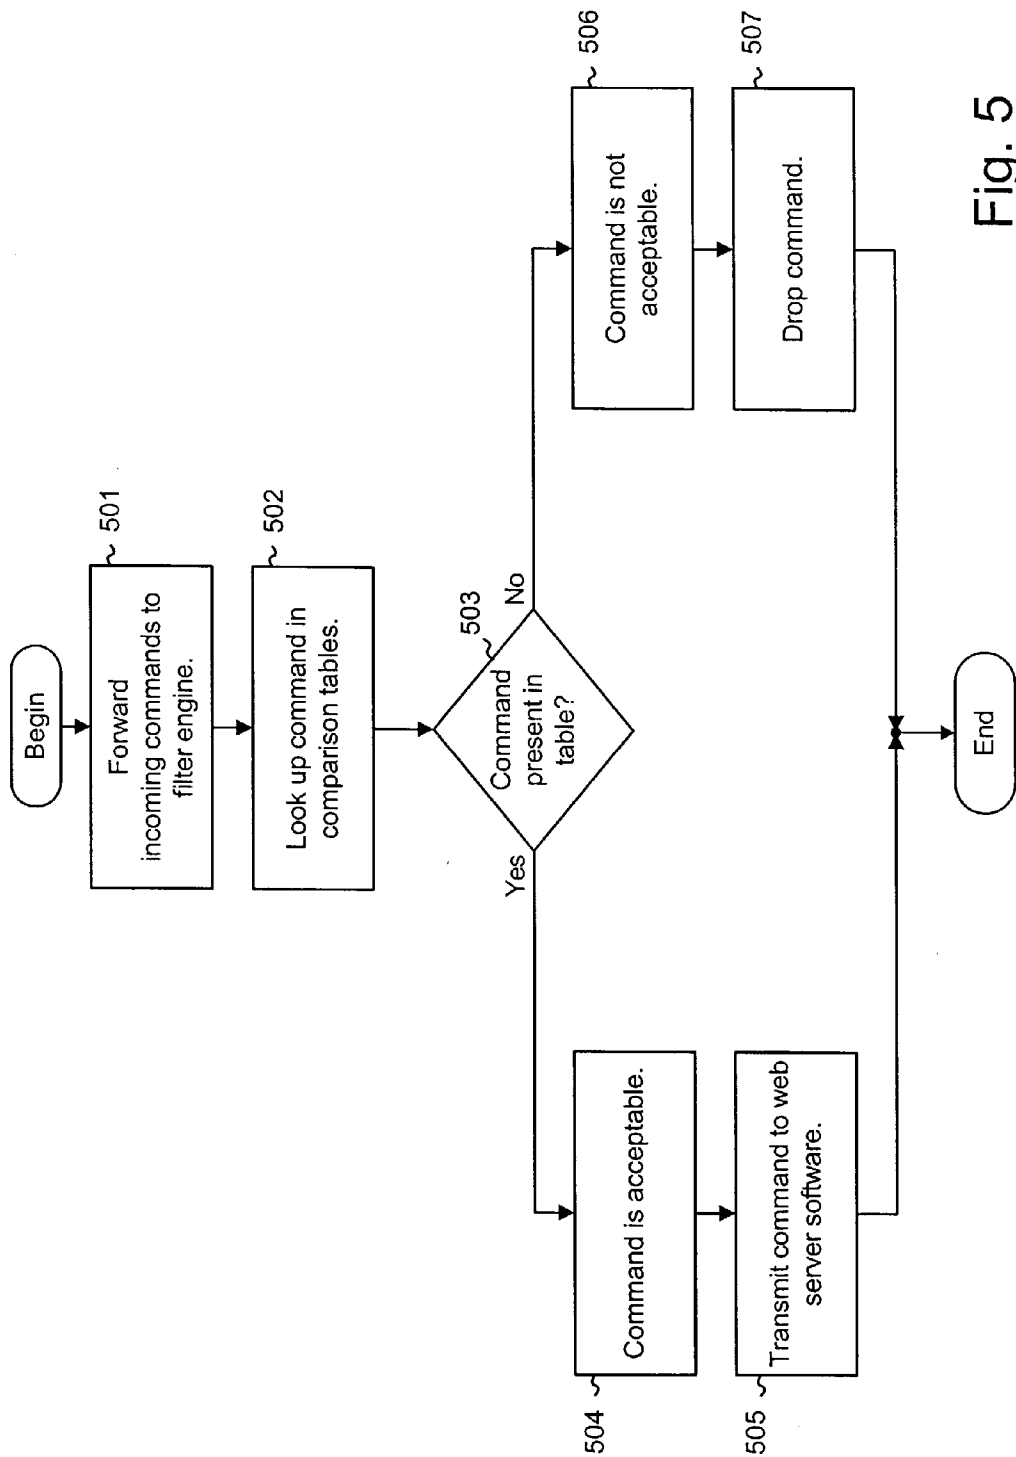 Begin
501
Forward
incoming commands to
filter engine.
502
Look up command in
comparison tables.
503
Command
present in
table?
Yes
No
504
Command is acceptable.
505
Transmit command to web
server software.
506
Command is not
acceptable.
507
Drop command.
End
Fig. 5